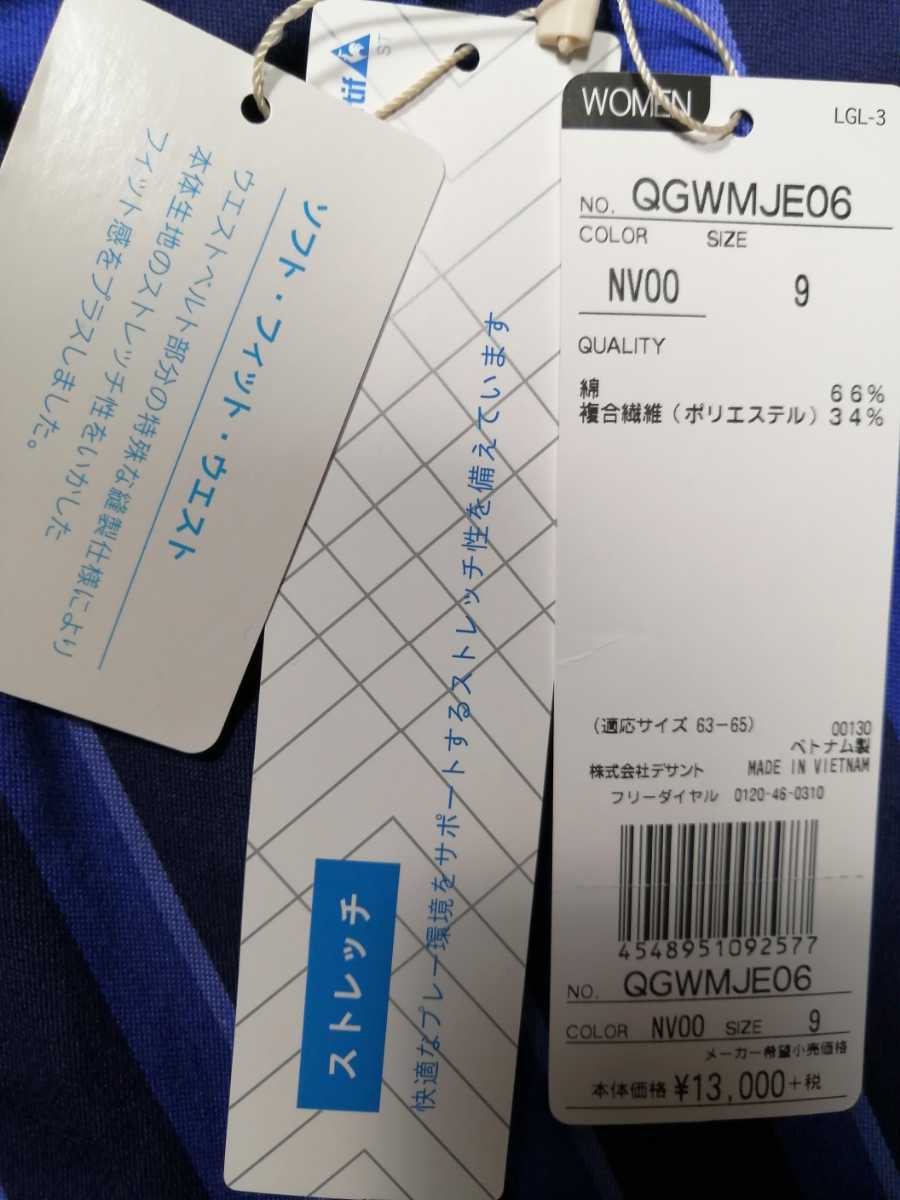 ソフト・フィット・ウエスト
ウエストベルト部分の特殊な縫製仕様により
本体生地のストレッチ性をいかした
フィット感をプラスしました。
ストレッチ
快適なプレー環境をサポートするストレッチ性を備えています
WOMEN
LGL-3
NO. QGWMJE06
COLOR SIZE
NV00 9
QUALITY
綿 66%
複合繊維(ポリエステル)34%
(適応サイズ 63-65) 00130
ベトナム製
株式会社デサント MADE IN VIETNAM
フリーダイヤル 0120-46-0310
4548951092577
NO. QGWMJE06
COLOR NV00 SIZE 9
メーカー希望小売価格
本体価格 ¥13,000+税